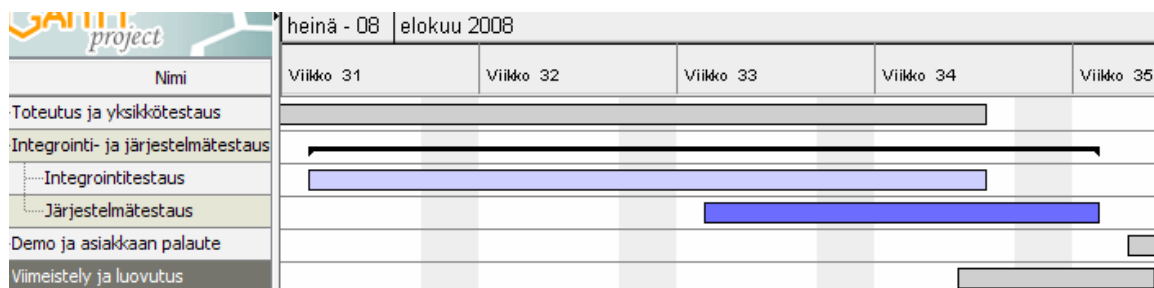 GANTT
project
heinä - 08 elokuu 2008
Nimi
Viikko 31 Viikko 32 Viikko 33 Viikko 34 Viikko 35
Toteutus ja yksikkötestaus
Integrointi- ja järjestelmätestaus
Integrointitestaus
Järjestelmätestaus
Demo ja asiakkaan palaute
Viimeistely ja luovutus